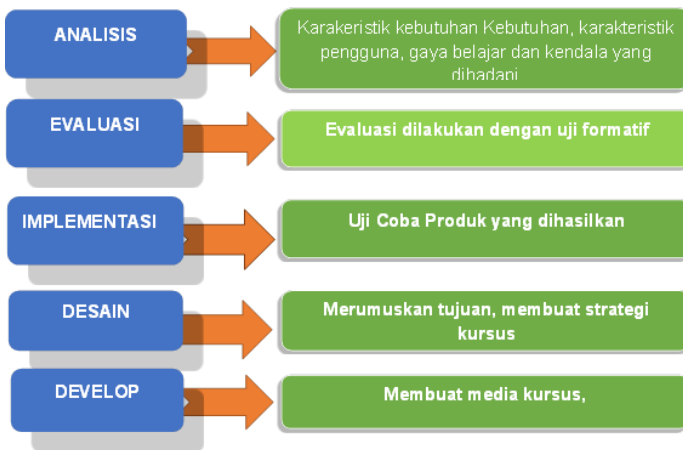 ANALISIS
Karakeristik kebutuhan Kebutuhan, karakteristik
pengguna, gaya belajar dan kendala yang
dihadapi
EVALUASI
Evaluasi dilakukan dengan uji formatif
IMPLEMENTASI
Uji Coba Produk yang dihasilkan
DESAIN
Merumuskan tujuan, membuat strategi
kursus
DEVELOP
Membuat media kursus,